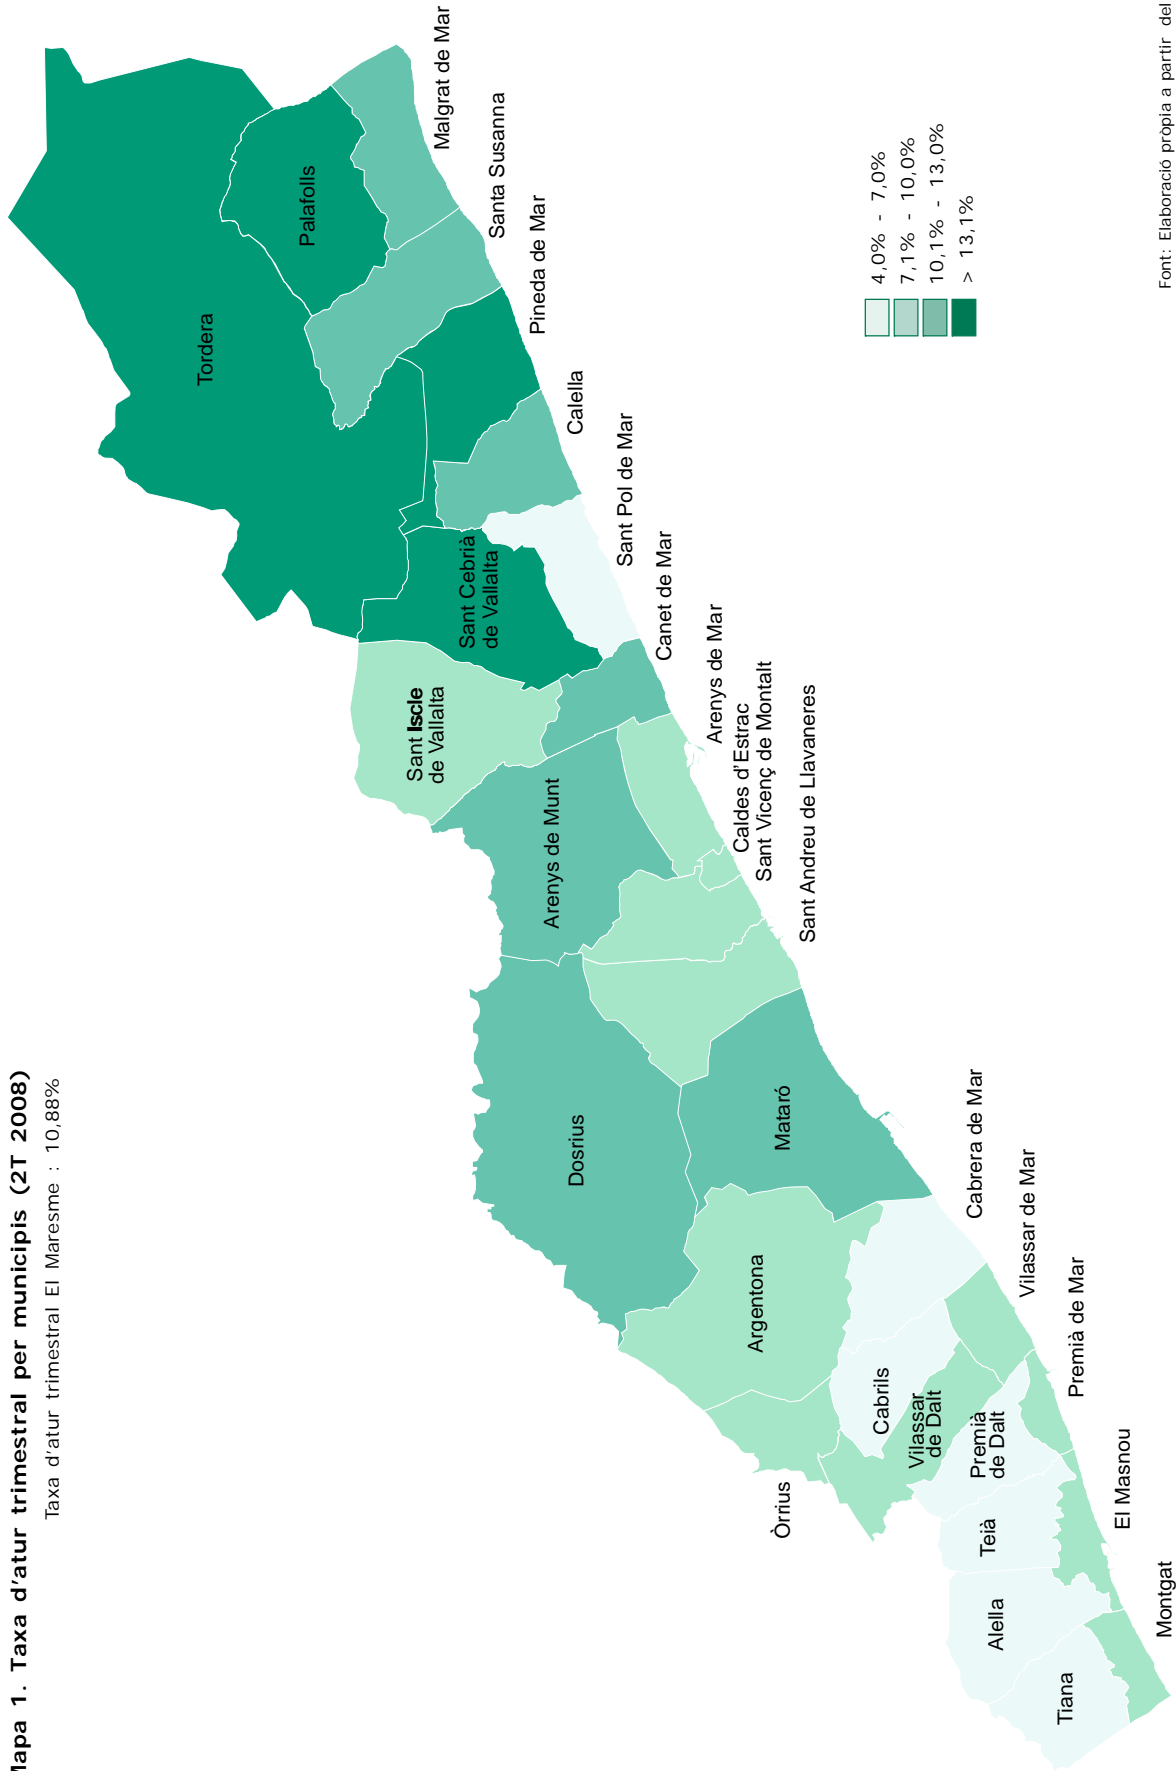 Mapa 1. Taxa d'atur trimestral per municipis (2T 2008)
Taxa d'atur trimestral El Maresme : 10,88%
Tordera
Palafolls
Malgrat de Mar
Santa Susanna
Pineda de Mar
Calella
Sant Pol de Mar
Canet de Mar
Sant Cebrià
de Vallalta
Sant Iscle
de Vallalta
Arenys de Mar
Caldes d'Estrac
Sant Vicenç de Montalt
Sant Andreu de Llavaneres
Arenys de Munt
Dosrius
Mataró
Argentona
Cabrera de Mar
Vilassar de Mar
Premià de Mar
Cabrils
Vilassar
de Dalt
Premià
de Dalt
Òrrius
Teià
El Masnou
Alella
Tiana
Montgat
4,0% - 7,0%
7,1% - 10,0%
10,1% - 13,0%
> 13,1%
Font: Elaboració pròpia a partir del